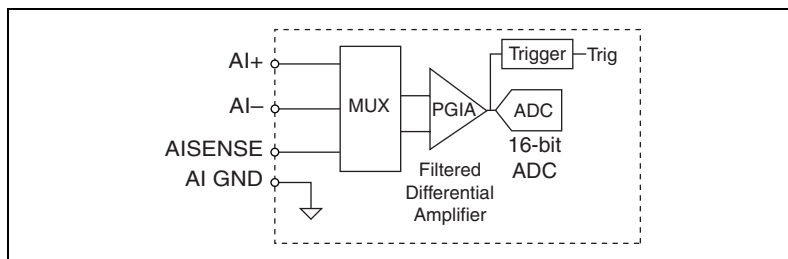 AI+
AI–
AISENSE
AI GND
MUX
PGIA
Filtered
Differential
Amplifier
Trigger
Trig
ADC
16-bit
ADC